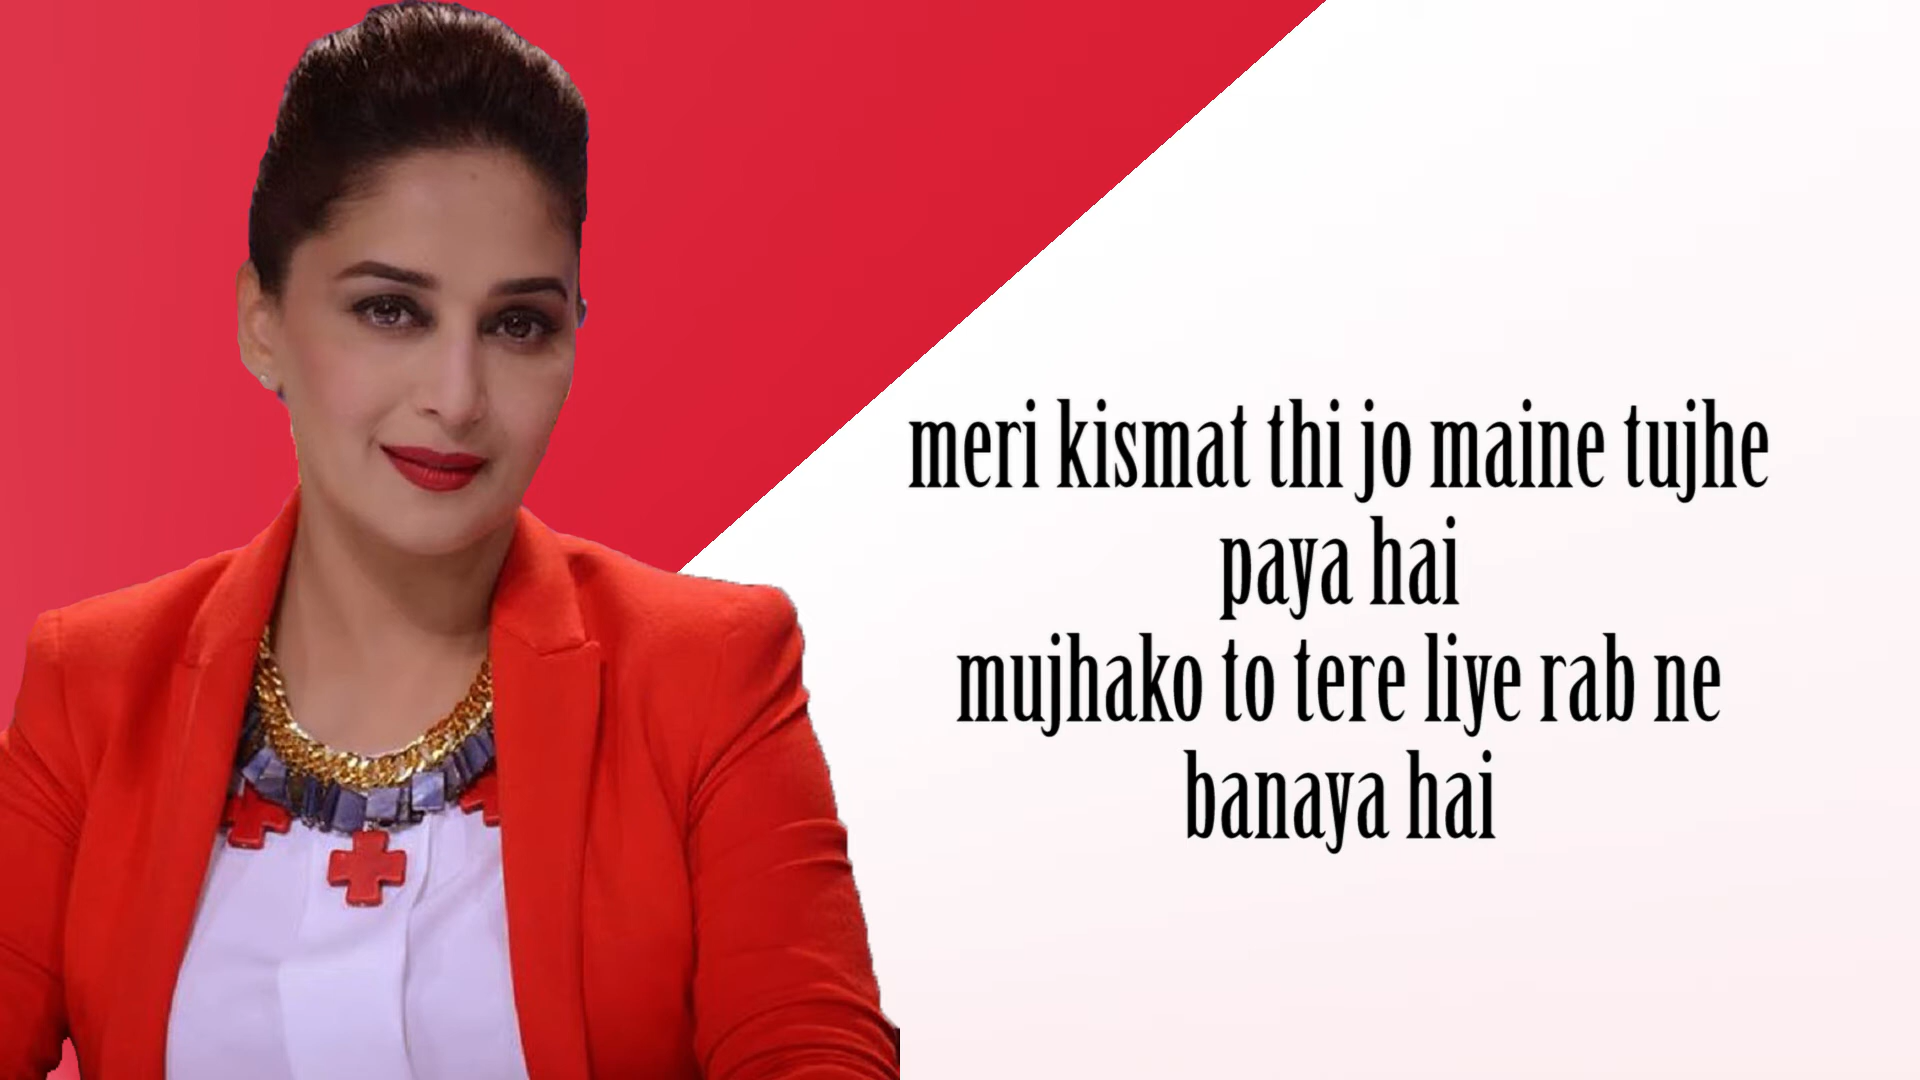 meri kismat thi jo maine tujhe
paya hai
mujhako to tere liye rab ne
banaya hai